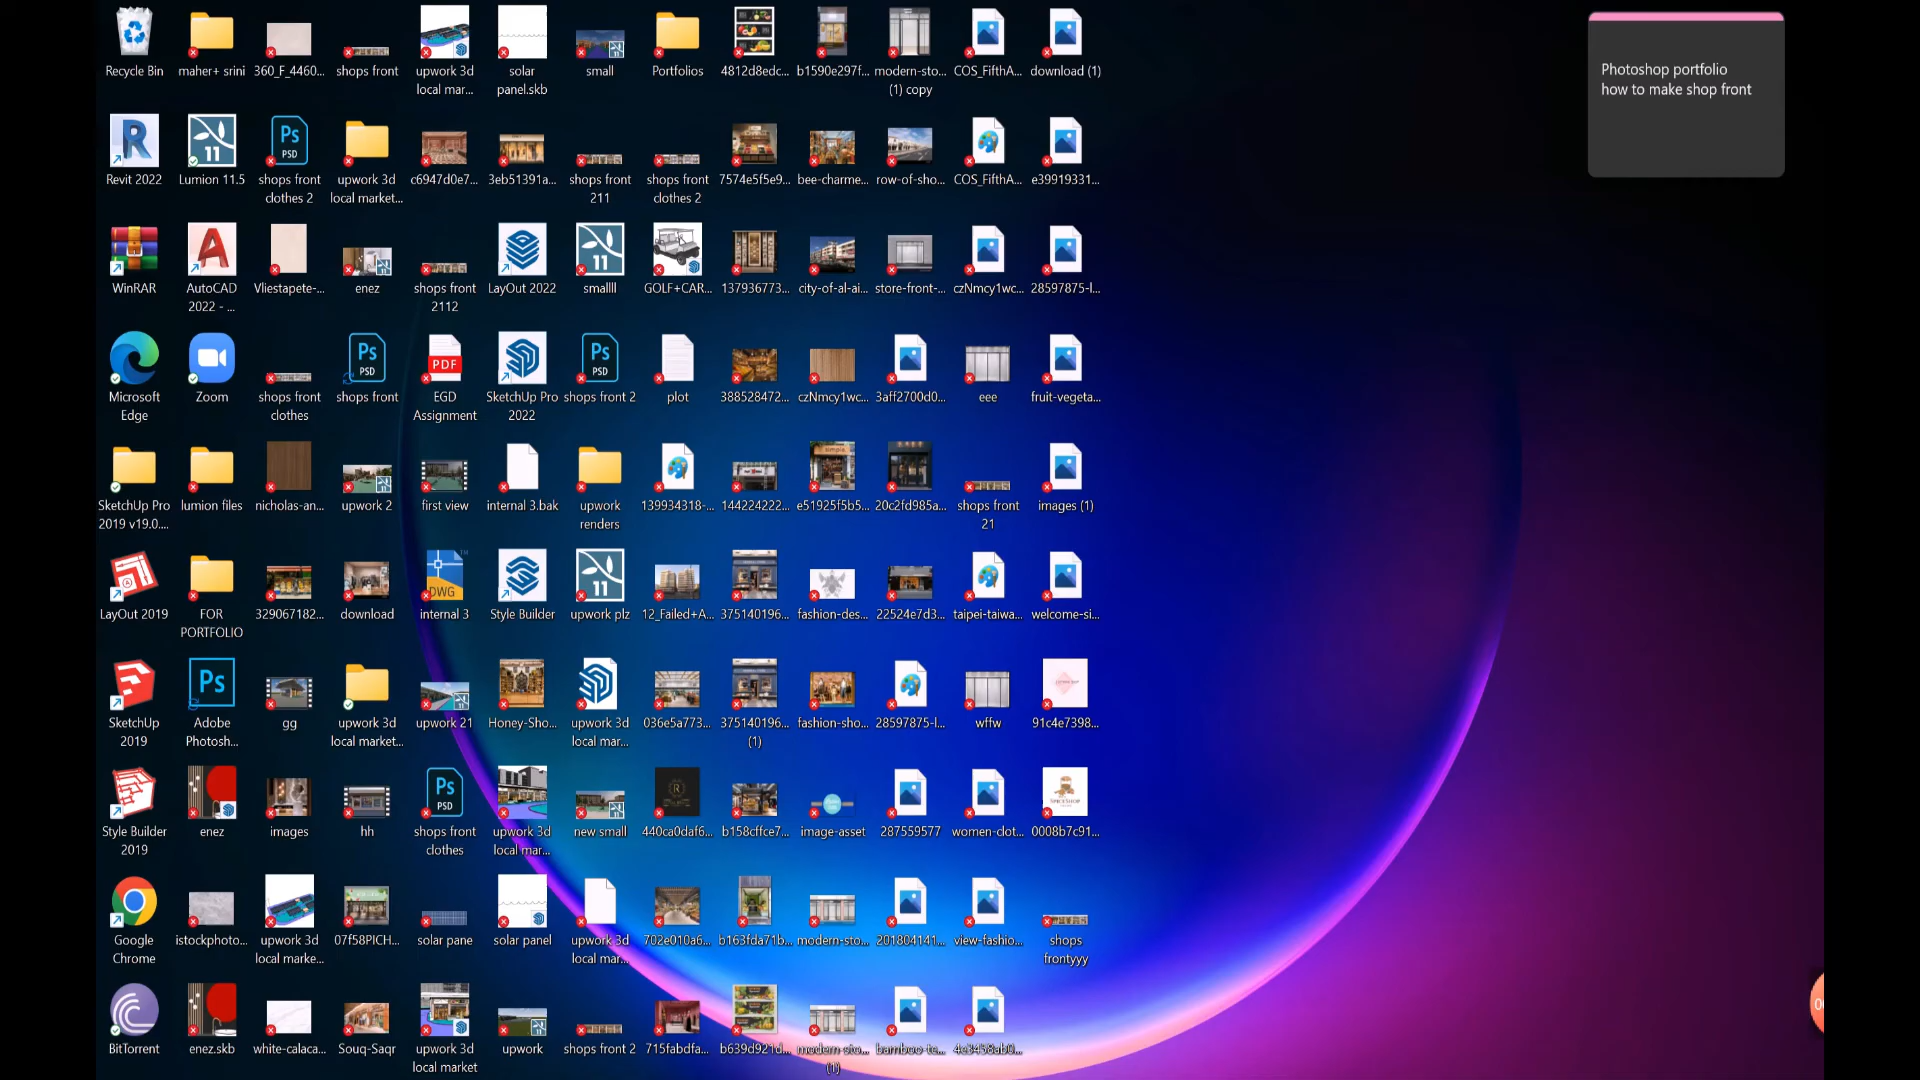 Recycle Bin
maher+ srini
360_F_4460...
shops front
upwork 3d
local mar...
solar
panel.skb
small
Portfolios
4812d8edc...
b1590e297f...
modern-sto...
(1) copy
COS_FifthA...
download (1)
Revit 2022
Lumion 11.5
shops front
clothes 2
upwork 3d
local market...
c6947d0e7...
3eb51391a...
shops front
211
shops front
clothes 2
7574e5f5e9...
bee-charme...
row-of-sho...
COS_FifthA...
e39919331...
WinRAR
AutoCAD
2022 - ...
Vliestapete-...
enez
shops front
2112
LayOut 2022
smallll
GOLF+CAR...
137936773...
city-of-al-ai...
store-front-...
czNmcy1wc...
28597875-l...
Microsoft
Edge
Zoom
shops front
clothes
shops front
EGD
Assignment
SketchUp Pro
2022
shops front 2
plot
388528472...
czNmcy1wc...
3aff2700d0...
eee
fruit-vegeta...
SketchUp Pro
2019 v19.0....
lumion files
nicholas-an...
upwork 2
first view
internal 3.bak
upwork
renders
139934318-...
144224222...
e51925f5b5...
20c2fd985a...
shops front
21
images (1)
LayOut 2019
FOR
PORTFOLIO
329067182...
download
internal 3
Style Builder
upwork plz
12_Failed+A...
375140196...
fashion-des...
22524e7d3...
taipei-taiwa...
welcome-si...
SketchUp
2019
Adobe
Photosh...
gg
upwork 3d
local market...
upwork 21
Honey-Sho...
upwork 3d
local mar...
036e5a773...
375140196...
(1)
fashion-sho...
28597875-l...
wffw
91c4e7398...
Style Builder
2019
enez
images
hh
shops front
clothes
upwork 3d
local mar...
new small
440ca0daf6...
b158cffce7...
image-asset
287559577
women-clot...
0008b7c91...
Google
Chrome
istockphoto...
upwork 3d
local marke...
07f58PICH...
solar pane
solar panel
upwork 3d
local mar...
702e010a6...
b163fda71b...
modern-sto...
201804141...
view-fashio...
shops
frontyyy
BitTorrent
enez.skb
white-calaca...
Souq-Saqr
upwork 3d
local market
upwork
shops front 2
715fabdfa...
b639d921d...
modern-sto...
(1)
bamboo-te...
4e3458ab0...
Photoshop portfolio
how to make shop front